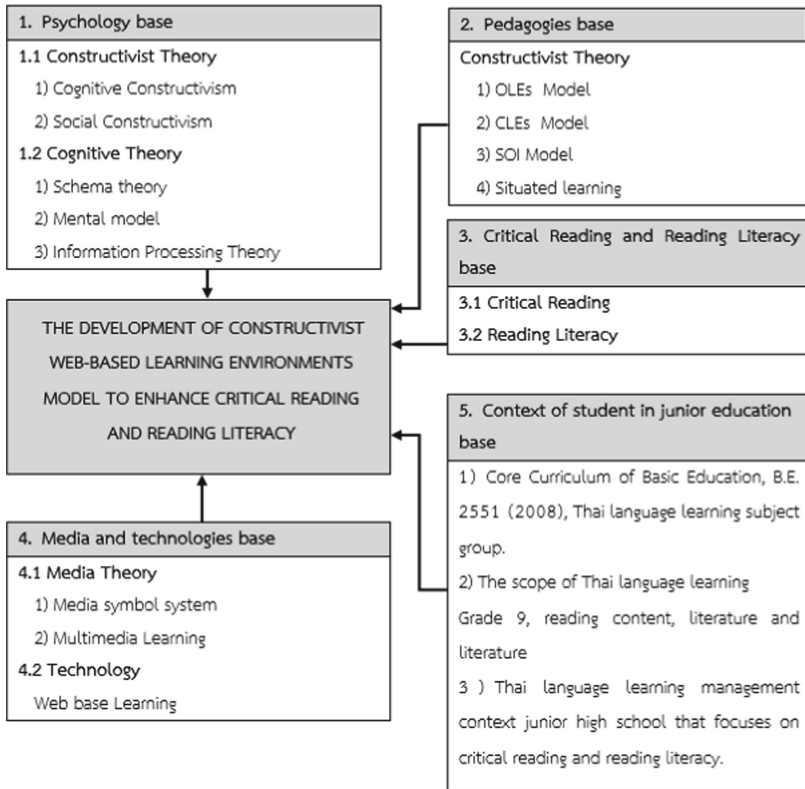 1. Psychology base
1.1 Constructivist Theory
1) Cognitive Constructivism
2) Social Constructivism
1.2 Cognitive Theory
1) Schema theory
2) Mental model
3) Information Processing Theory
2. Pedagogies base
Constructivist Theory
1) OLEs Model
2) CLEs Model
3) SOI Model
4) Situated learning
3. Critical Reading and Reading Literacy
base
3.1 Critical Reading
3.2 Reading Literacy
THE DEVELOPMENT OF CONSTRUCTIVIST
WEB-BASED LEARNING ENVIRONMENTS
MODEL TO ENHANCE CRITICAL READING
AND READING LITERACY
4. Media and technologies base
4.1 Media Theory
1) Media symbol system
2) Multimedia Learning
4.2 Technology
Web base Learning
5. Context of student in junior education
base
1) Core Curriculum of Basic Education, B.E.
2551 (2008), Thai language learning subject
group.
2) The scope of Thai language learning
Grade 9, reading content, literature and
literature
3 ) Thai language learning management
context junior high school that focuses on
critical reading and reading literacy.